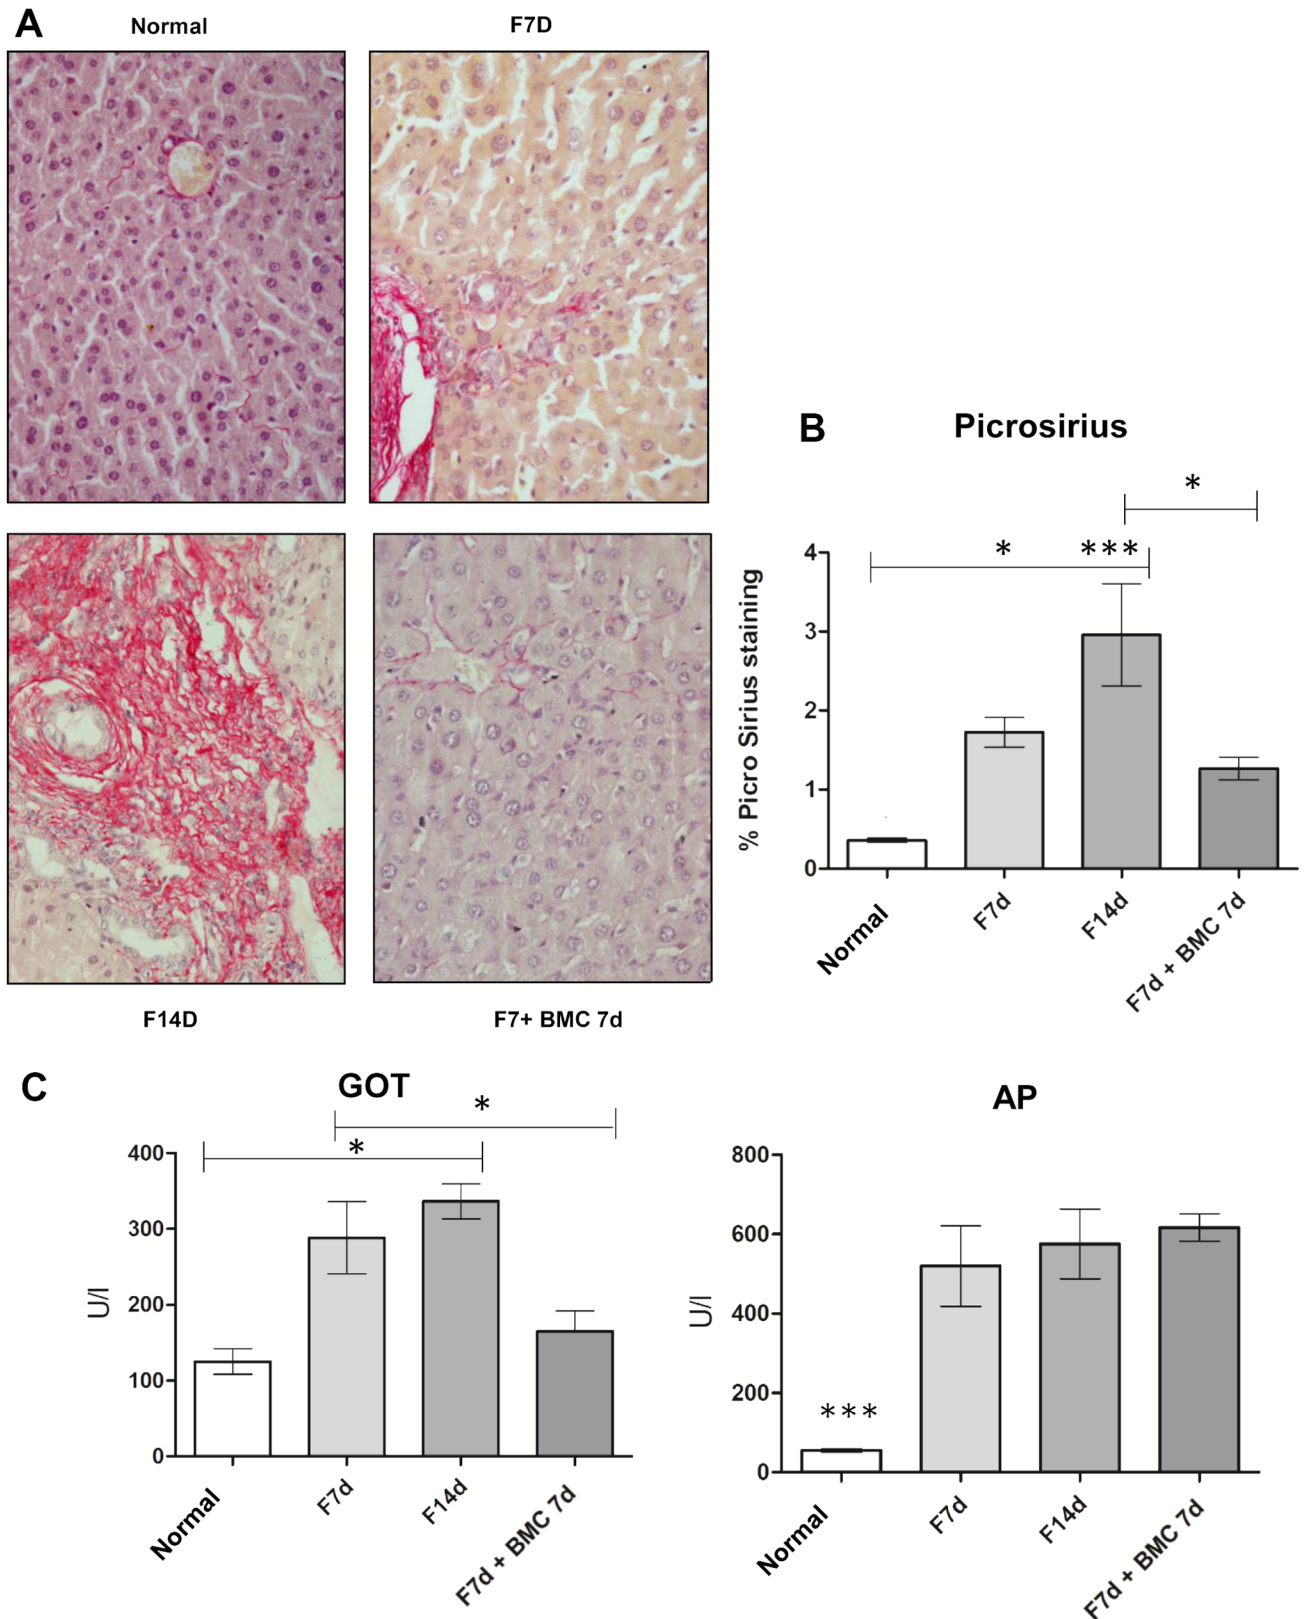 A
Normal
F7D
F14D
F7+ BMC 7d
B
Picrosirius
*
* ***
% Picro Sirius staining
4
3
2
1
0
Normal
F7d
F14d
F7d + BMC 7d
C
GOT
*
*
U/l
400
300
200
100
0
Normal
F7d
F14d
F7d + BMC 7d
AP
U/l
800
600
400
200
0
***
Normal
F7d
F14d
F7d + BMC 7d